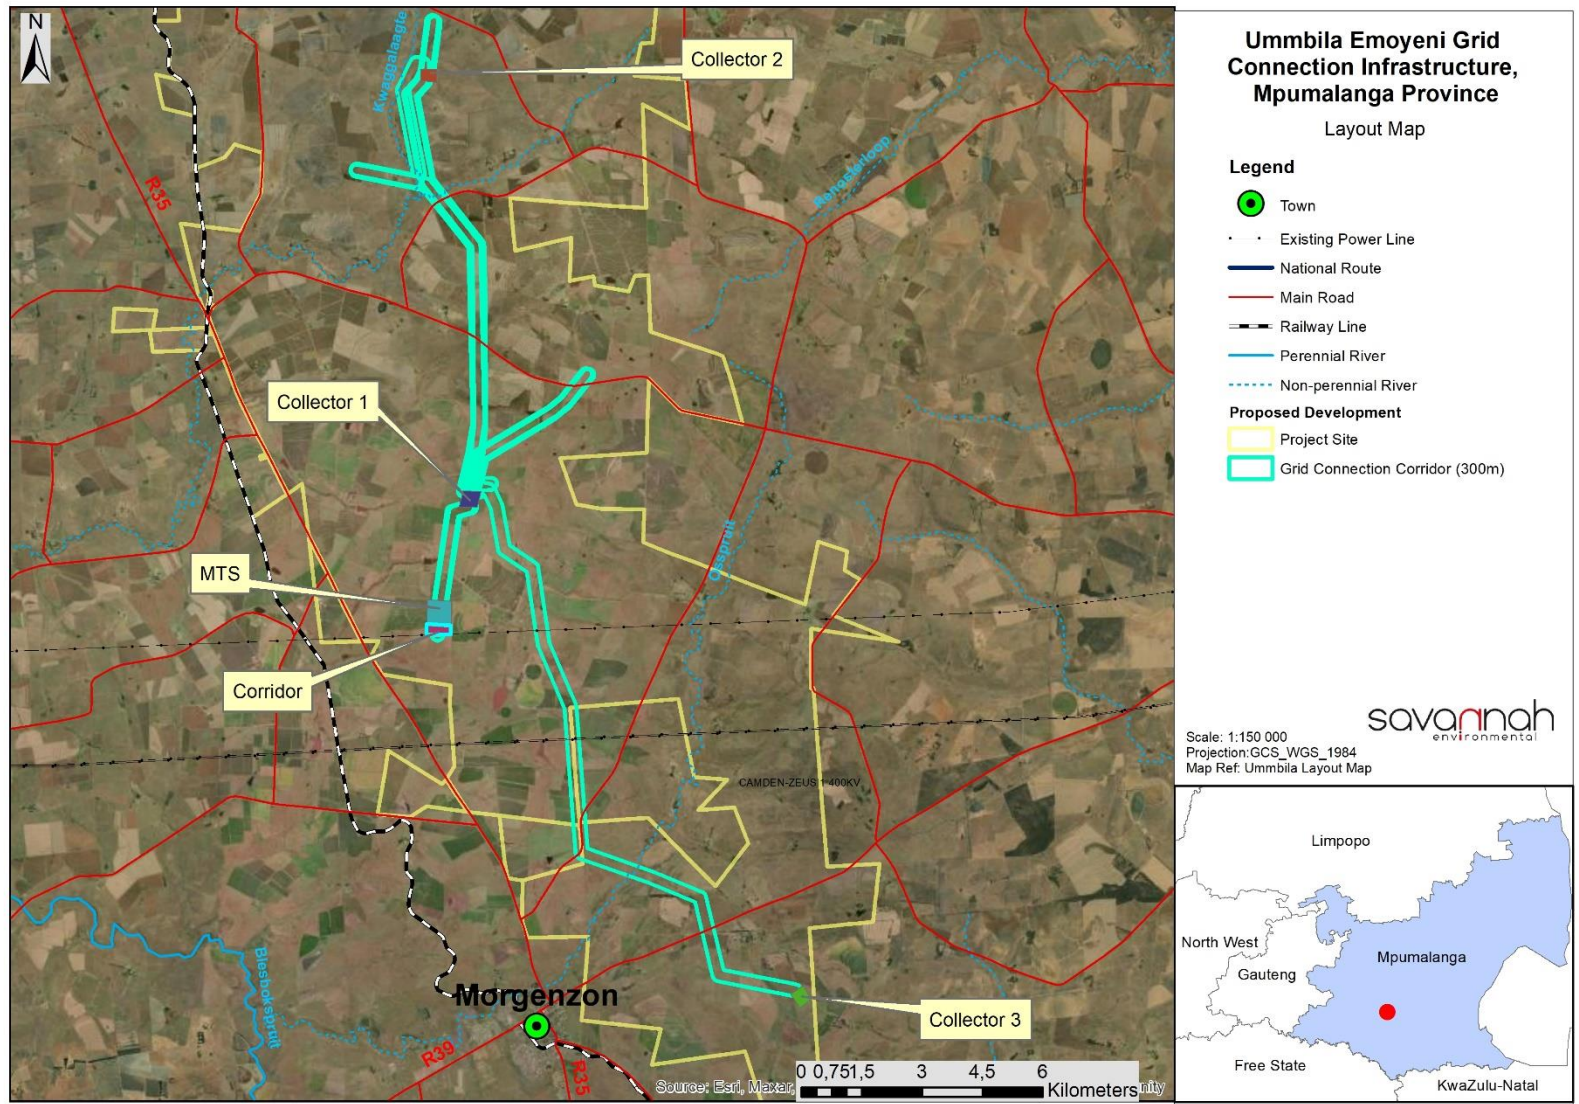 N
Kwaggalaagte
Collector 2
R35
Renosterloop
Collector 1
Osspruit
MTS
Corridor
CAMDEN-ZEUS 1 400KV
Blesbokspruit
Morgenzon
Collector 3
R39
R35
0 0,75 1,5 3 4,5 6
Kilometers
Source: Esri, Maxar,
nity
Ummbila Emoyeni Grid
Connection Infrastructure,
Mpumalanga Province
Layout Map
Legend
Town
Existing Power Line
National Route
Main Road
Railway Line
Perennial River
Non-perennial River
Proposed Development
Project Site
Grid Connection Corridor (300m)
savannah
environmental
Scale: 1:150 000
Projection:GCS_WGS_1984
Map Ref: Ummbila Layout Map
Limpopo
North West
Gauteng
Mpumalanga
Free State
KwaZulu-Natal